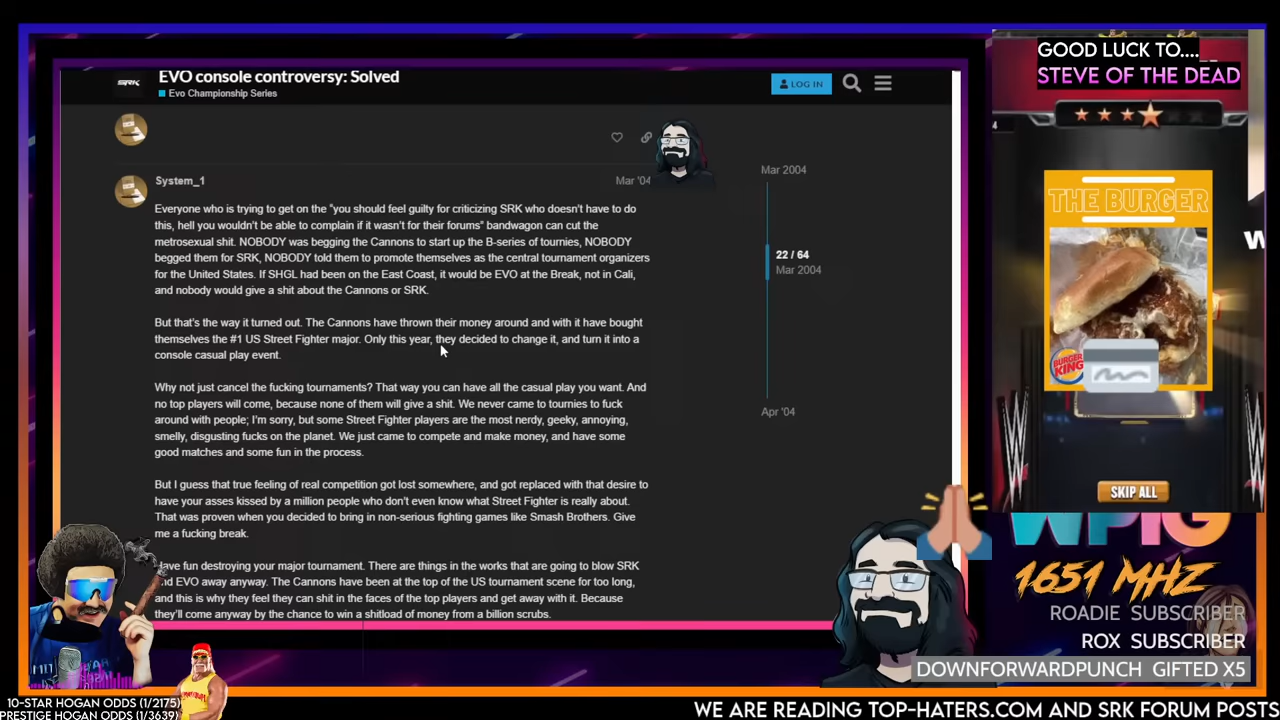 EVO console controversy: Solved
SRK
Evo Championship Series
LOG IN
System_1
Mar '04
Everyone who is trying to get on the "you should feel guilty for criticizing SRK who doesn't have to do
this, hell you wouldn't be able to complain if it wasn't for their forums" bandwagon can cut the
metrosexual shit. NOBODY was begging the Cannons to start up the B-series of tournies, NOBODY
begged them for SRK, NOBODY told them to promote themselves as the central tournament organizers
for the United States. If SHGL had been on the East Coast, it would be EVO at the Break, not in Cali,
and nobody would give a shit about the Cannons or SRK.
But that's the way it turned out. The Cannons have thrown their money around and with it have bought
themselves the #1 US Street Fighter major. Only this year, they decided to change it, and turn it into a
console casual play event.
Why not just cancel the fucking tournaments? That way you can have all the casual play you want. And
no top players will come, because none of them will give a shit. We never came to tournies to fuck
around with people; I'm sorry, but some Street Fighter players are the most nerdy, geeky, annoying,
smelly, disgusting fucks on the planet. We just came to compete and make money, and have some
good matches and some fun in the process.
But I guess that true feeling of real competition got lost somewhere, and got replaced with that desire to
have your asses kissed by a million people who don't even know what Street Fighter is really about.
That was proven when you decided to bring in non-serious fighting games like Smash Brothers. Give
me a fucking break.
ave fun destroying your major tournament. There are things in the works that are going to blow SRK
nd EVO away anyway. The Cannons have been at the top of the US tournament scene for too long,
and this is why they feel they can shit in the faces of the top players and get away with it. Because
they'll come anyway by the chance to win a shitload of money from a billion scrubs.
Mar 2004
22 / 64
Mar 2004
Apr '04
GOOD LUCK TO....
STEVE OF THE DEAD
4
THE BURGER
BURGER
KING
W
SKIP ALL
WPIG
1651 MHZ
ROADIE SUBSCRIBER
ROX SUBSCRIBER
DOWNFORWARDPUNCH GIFTED X5
10-STAR HOGAN ODDS (1/2175)
PRESTIGE HOGAN ODDS (1/3639)
WE ARE READING TOP-HATERS.COM AND SRK FORUM POSTS